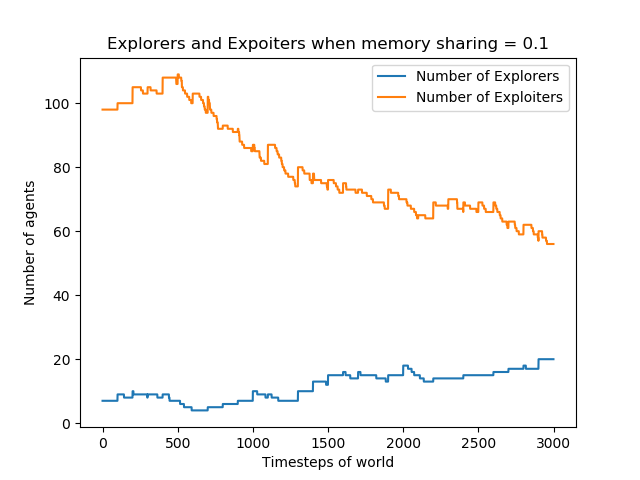 Explorers and Expoiters when memory sharing = 0.1
Number of Explorers
Number of Exploiters
Number of agents
100
80
60
40
20
0
0 500 1000 1500 2000 2500 3000
Timesteps of world